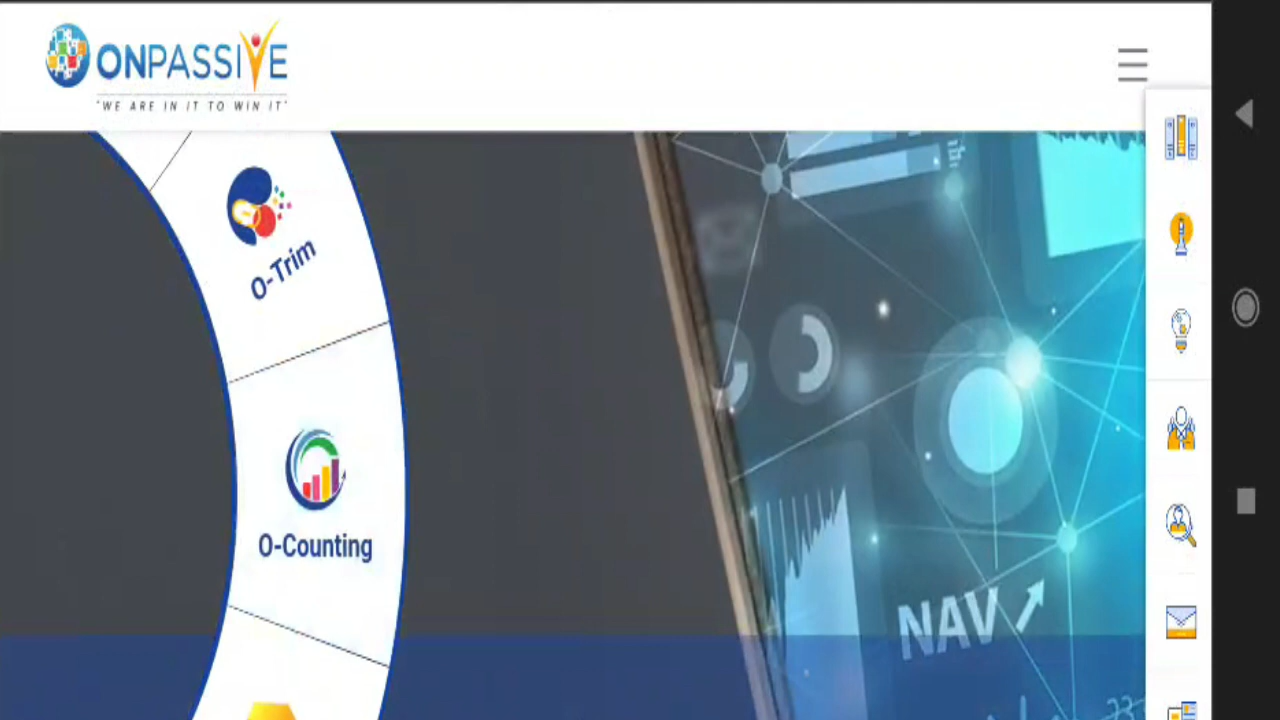 ONPASSIVE
"WE ARE IN IT TO WIN IT"
O-Trim
O-Counting
NAV